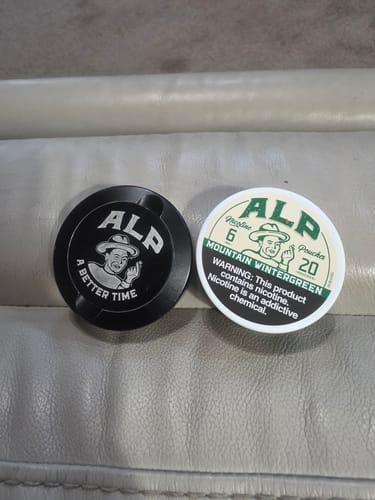 ALP
A BETTER TIME
ALP
Nicotine
6
Pouches
20
MOUNTAIN WINTERGREEN
WARNING: This product
contains nicotine.
Nicotine is an addictive
chemical.